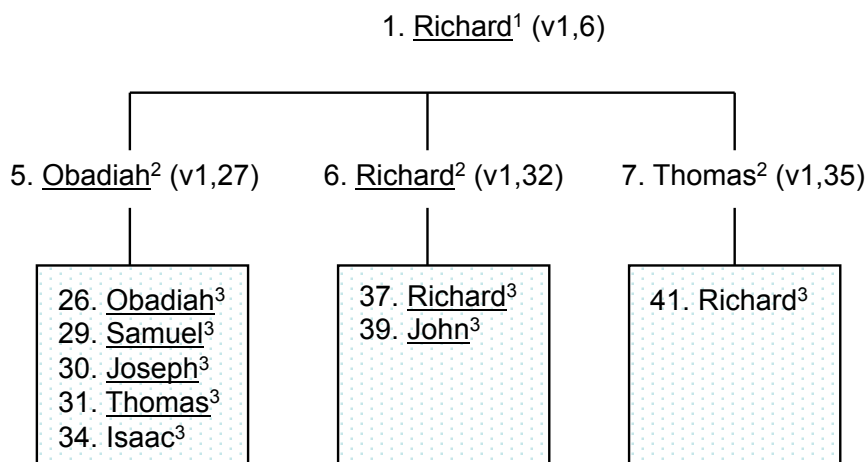 1. Richard¹ (v1,6)
5. Obadiah² (v1,27)
6. Richard² (v1,32)
7. Thomas² (v1,35)
26. Obadiah³
29. Samuel³
30. Joseph³
31. Thomas³
34. Isaac³
37. Richard³
39. John³
41. Richard³